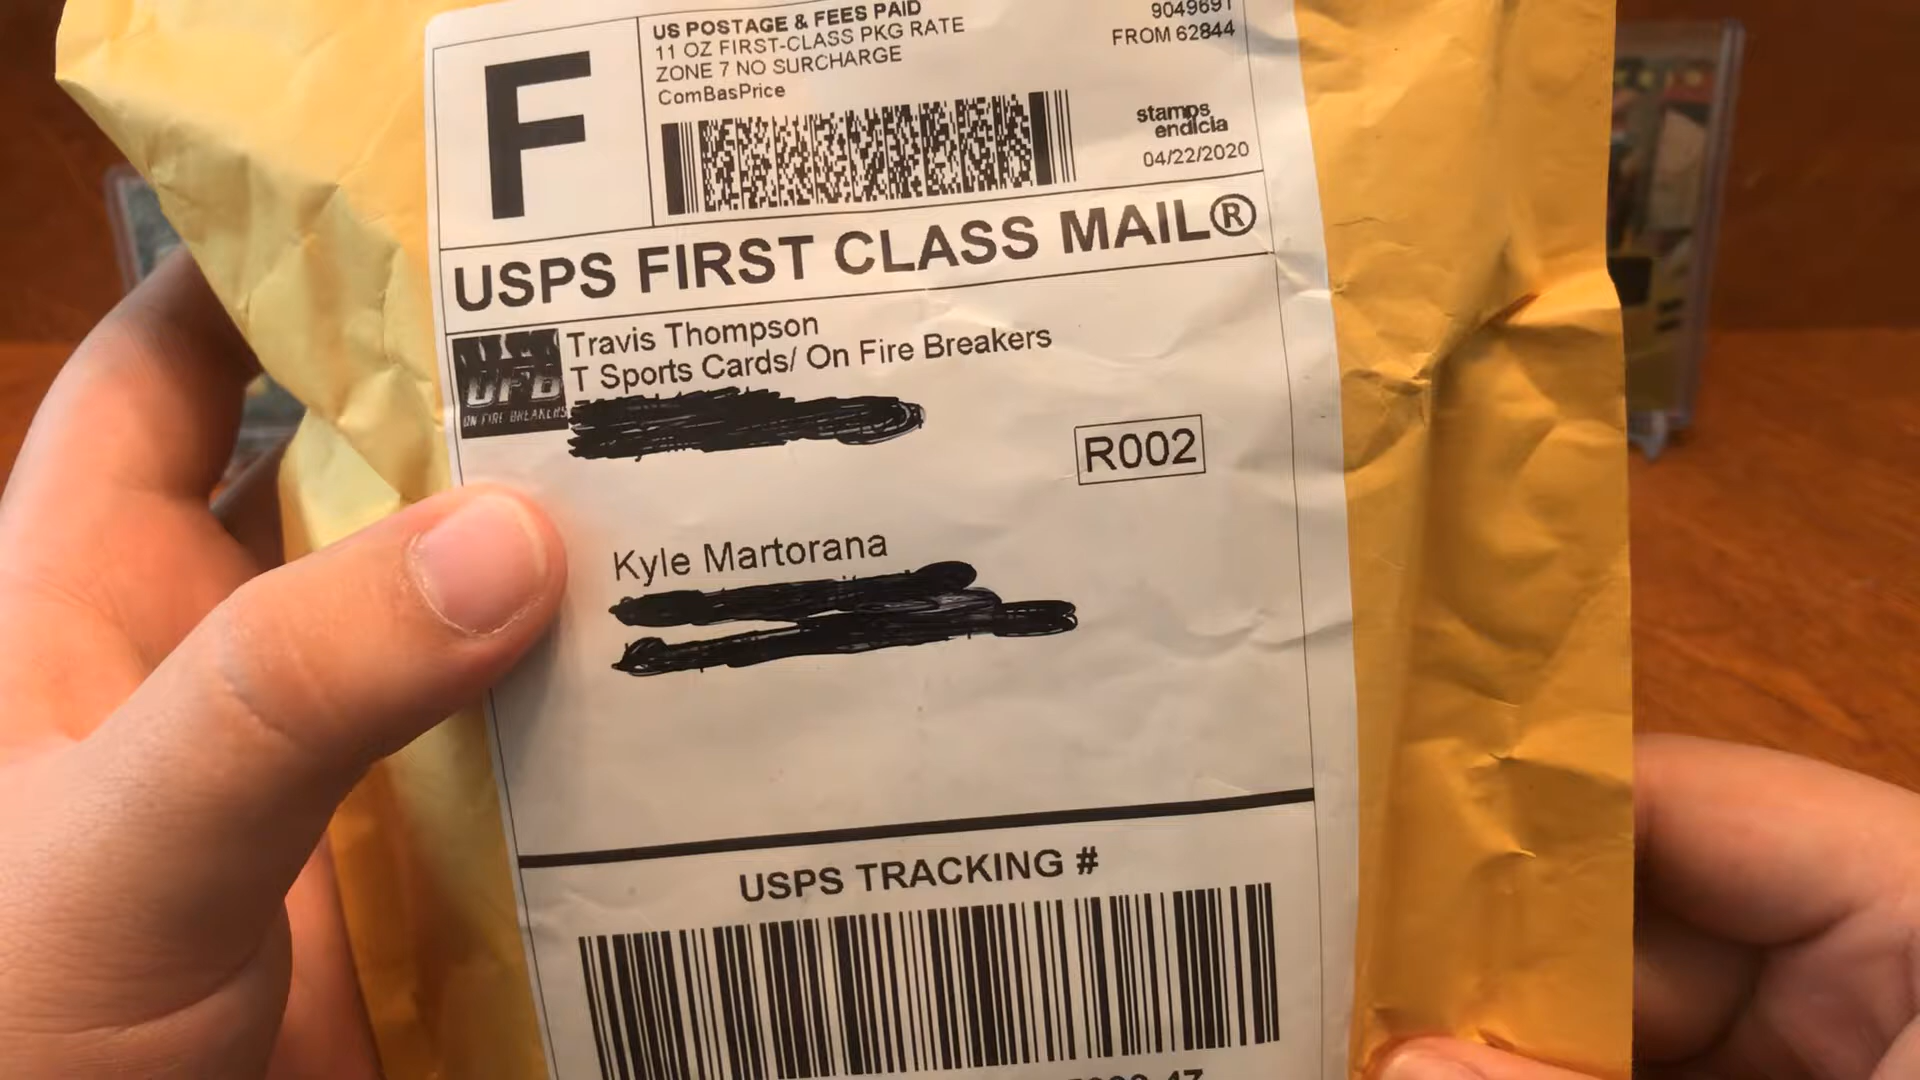 F
US POSTAGE & FEES PAID
11 OZ FIRST-CLASS PKG RATE
ZONE 7 NO SURCHARGE
ComBasPrice
9049691
FROM 62844
stamps
endicia
04/22/2020
USPS FIRST CLASS MAIL®
OFB
ON FIRE BREAKERS
Travis Thompson
T Sports Cards/ On Fire Breakers
R002
Kyle Martorana
USPS TRACKING #